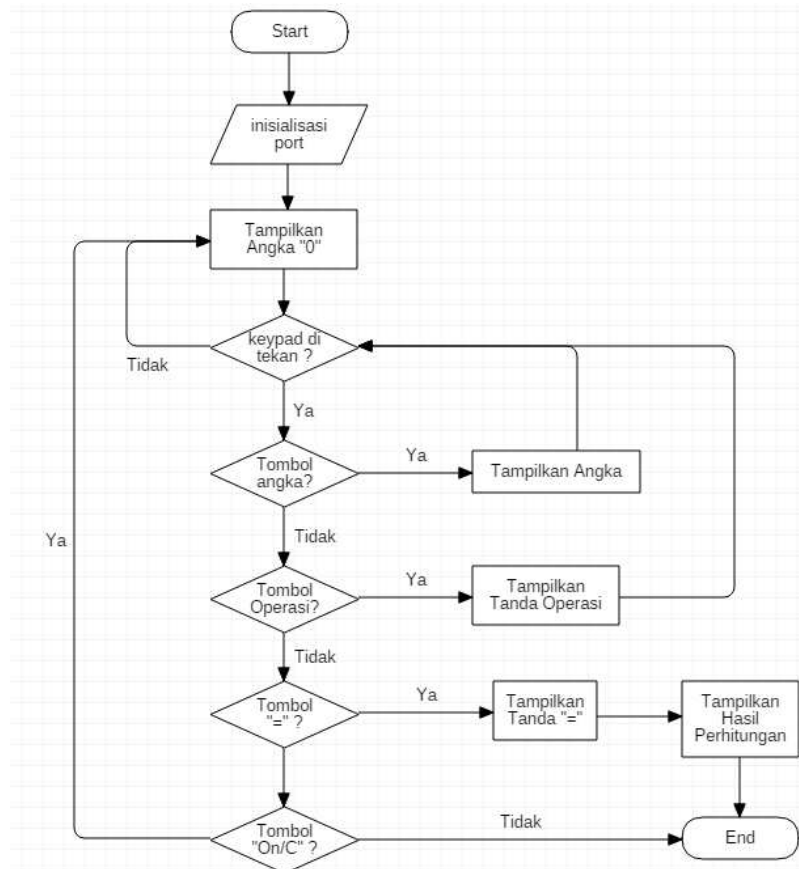 Start
inisialisasi
port
Tampilkan
Angka "0"
keypad di
tekan ?
Tidak
Ya
Tombol
angka?
Ya
Tampilkan Angka
Tidak
Ya
Tombol
Operasi?
Ya
Tampilkan
Tanda Operasi
Tidak
Tombol
"=" ?
Ya
Tampilkan
Tanda "="
Tampilkan
Hasil
Perhitungan
Tombol
"On/C" ?
Tidak
End